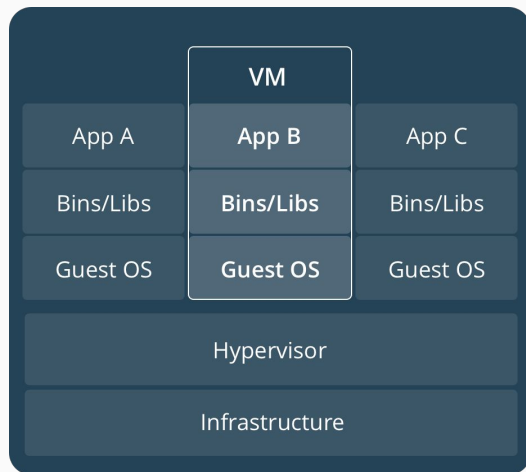 VM
App A
App B
App C
Bins/Libs
Bins/Libs
Bins/Libs
Guest OS
Guest OS
Guest OS
Hypervisor
Infrastructure